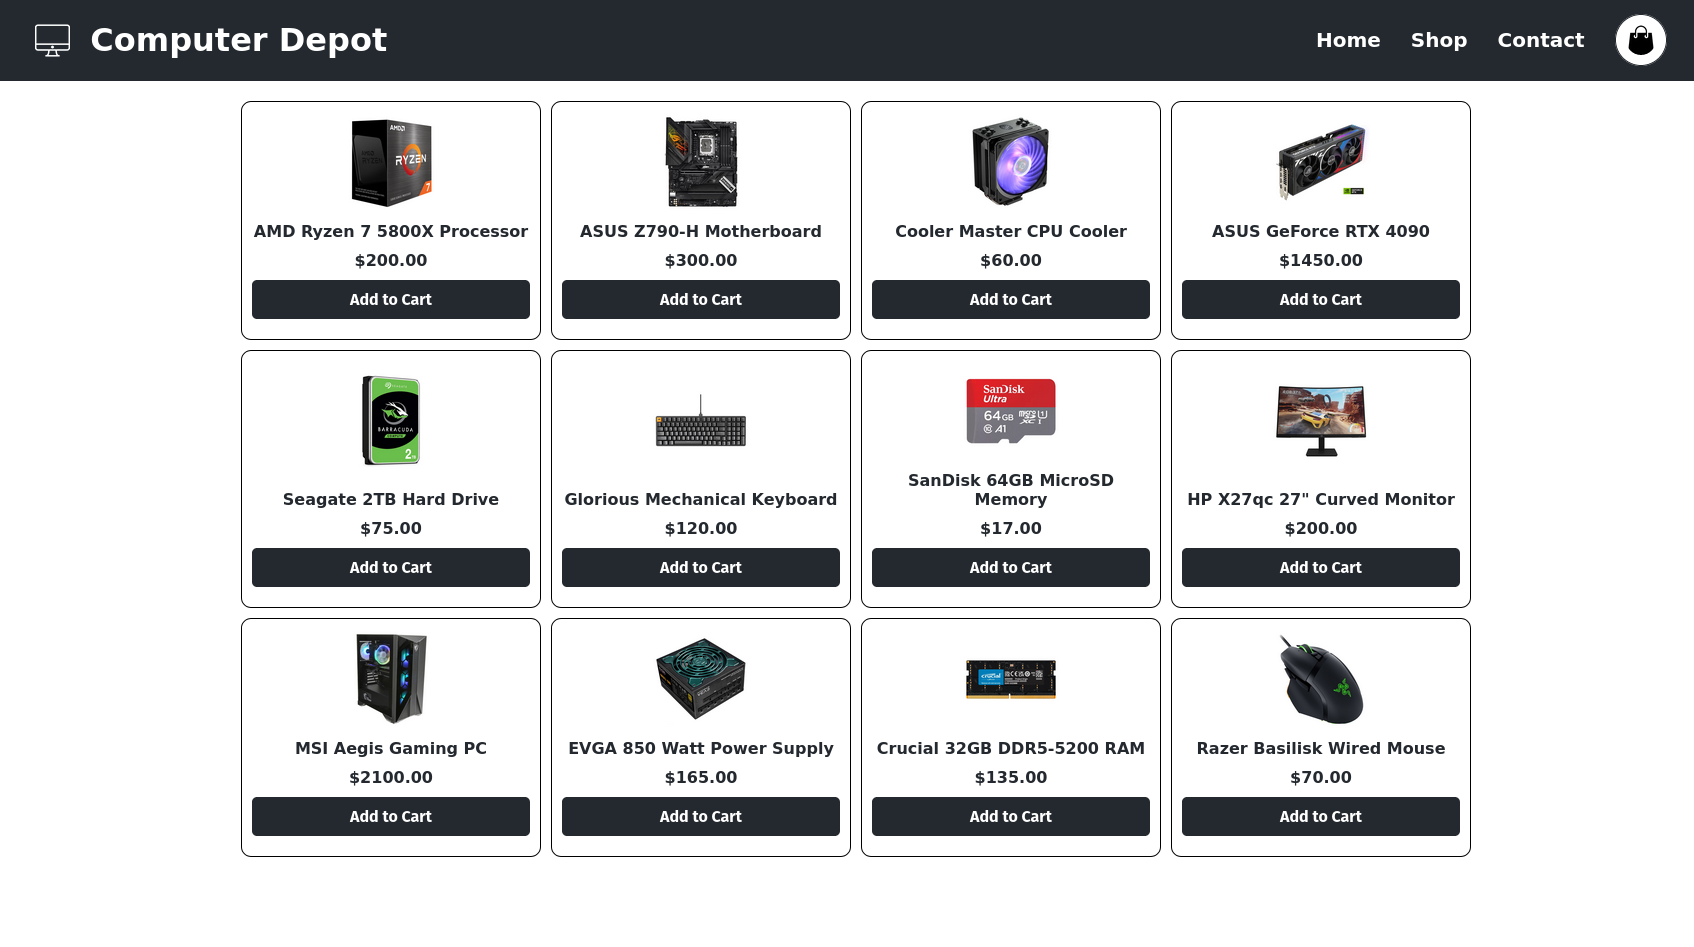 Computer Depot
Home
Shop
Contact
AMD
RYZEN
7
AMD Ryzen 7 5800X Processor
$200.00
Add to Cart
ASUS Z790-H Motherboard
$300.00
Add to Cart
Cooler Master CPU Cooler
$60.00
Add to Cart
ASUS GeForce RTX 4090
$1450.00
Add to Cart
BARRACUDA
2
Seagate 2TB Hard Drive
$75.00
Add to Cart
Glorious Mechanical Keyboard
$120.00
Add to Cart
SanDisk
Ultra
64GB
A1
SanDisk 64GB MicroSD
Memory
$17.00
Add to Cart
HP X27qc 27" Curved Monitor
$200.00
Add to Cart
MSI Aegis Gaming PC
$2100.00
Add to Cart
EVGA 850 Watt Power Supply
$165.00
Add to Cart
crucial
Crucial 32GB DDR5-5200 RAM
$135.00
Add to Cart
Razer Basilisk Wired Mouse
$70.00
Add to Cart